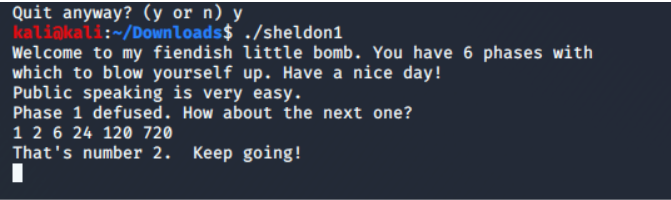 Quit anyway? (y or n) y
kali@kali:~/Downloads$ ./sheldon1
Welcome to my fiendish little bomb. You have 6 phases with
which to blow yourself up. Have a nice day!
Public speaking is very easy.
Phase 1 defused. How about the next one?
1 2 6 24 120 720
That's number 2.  Keep going!